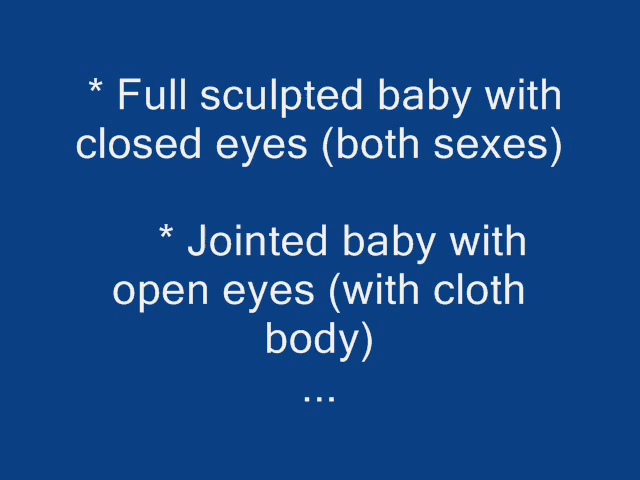 * Full sculpted baby with
closed eyes (both sexes)
* Jointed baby with
open eyes (with cloth
body)
...